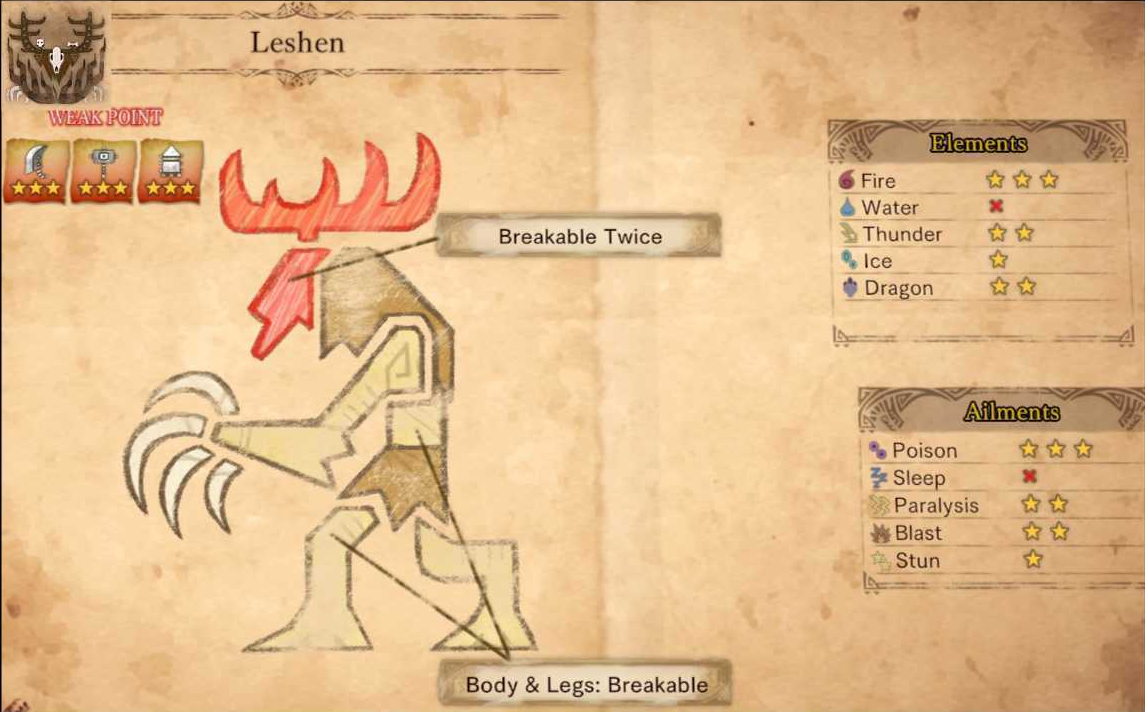 Leshen
WEAK POINT
Breakable Twice
Elements
Fire
Water
Thunder
Ice
Dragon
Ailments
Poison
Sleep
Paralysis
Blast
Stun
Body & Legs: Breakable